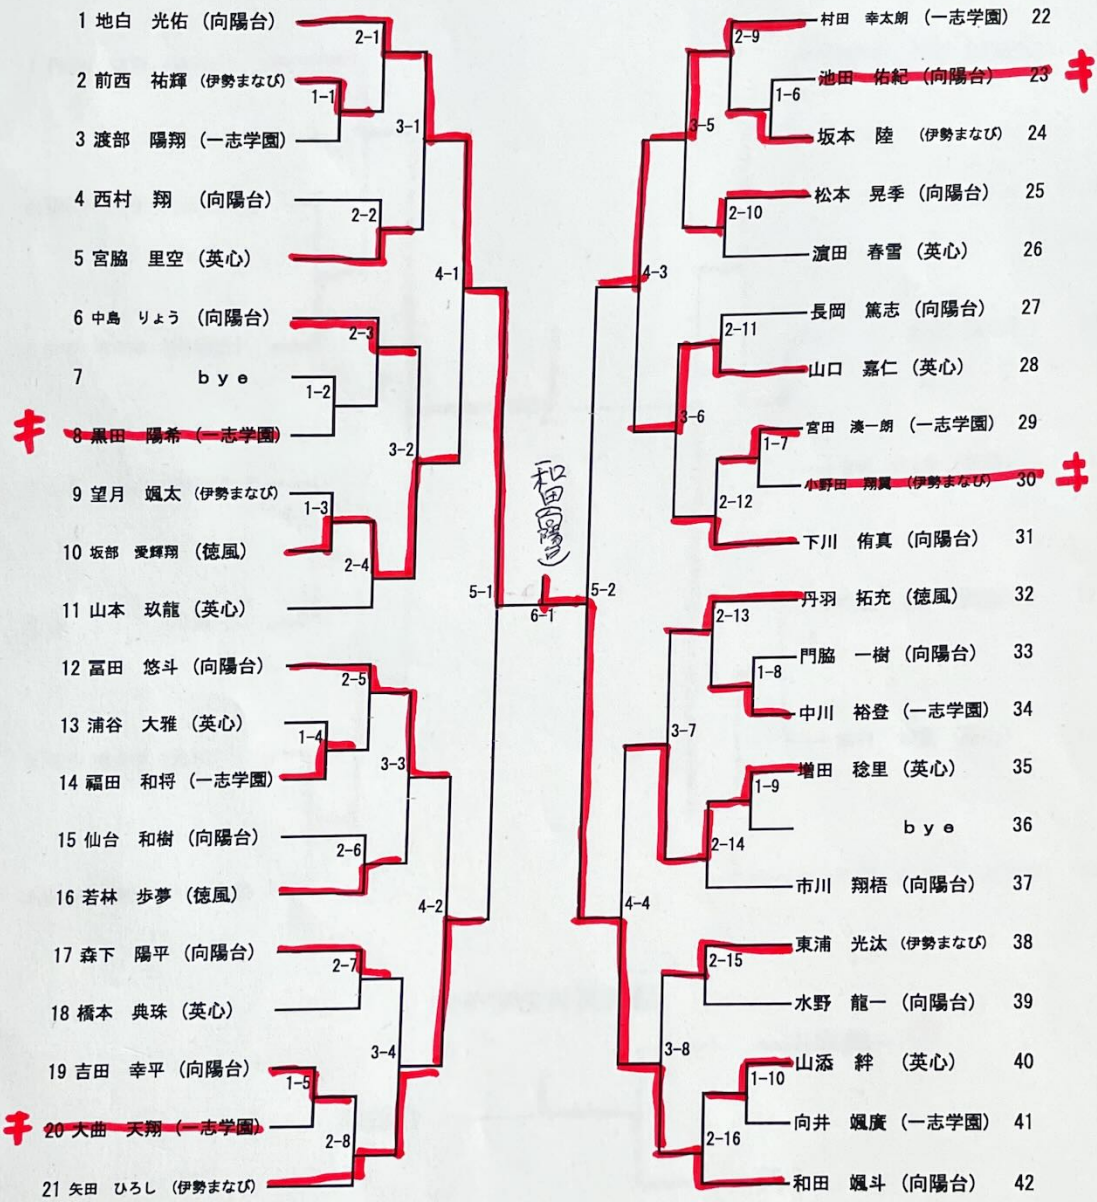 1 地白 光佑 (向陽台)
2 前西 祐輝 (伊勢まなび)
3 渡部 陽翔 (一志学園)
4 西村 翔 (向陽台)
5 宮脇 里空 (英心)
6 中島 りょう (向陽台)
7 bye
8 黒田 陽希 (一志学園)
キ
9 望月 颯太 (伊勢まなび)
10 坂部 愛輝翔 (徳風)
11 山本 玖龍 (英心)
12 冨田 悠斗 (向陽台)
13 浦谷 大雅 (英心)
14 福田 和将 (一志学園)
15 仙台 和樹 (向陽台)
16 若林 歩夢 (徳風)
17 森下 陽平 (向陽台)
18 橋本 典珠 (英心)
19 吉田 幸平 (向陽台)
20 大曲 天翔 (一志学園)
キ
21 矢田 ひろし (伊勢まなび)
1-1
1-2
1-3
1-4
1-5
2-1
2-2
2-3
2-4
2-5
2-6
2-7
2-8
3-1
3-2
3-3
3-4
4-1
4-2
5-1
和田(向陽台)
6-1
5-2
4-3
4-4
3-5
3-6
3-7
3-8
2-9
2-10
2-11
2-12
2-13
2-14
2-15
2-16
1-6
1-7
1-8
1-9
1-10
村田 幸太朗 (一志学園) 22
池田 佑紀 (向陽台) 23
キ
坂本 陸 (伊勢まなび) 24
松本 晃季 (向陽台) 25
濵田 春雪 (英心) 26
長岡 篤志 (向陽台) 27
山口 嘉仁 (英心) 28
宮田 湊一朗 (一志学園) 29
小野田 翔翼 (伊勢まなび) 30
キ
下川 侑真 (向陽台) 31
丹羽 拓充 (徳風) 32
門脇 一樹 (向陽台) 33
中川 裕登 (一志学園) 34
増田 稔里 (英心) 35
bye 36
市川 翔梧 (向陽台) 37
東浦 光汰 (伊勢まなび) 38
水野 龍一 (向陽台) 39
山添 絆 (英心) 40
向井 颯廣 (一志学園) 41
和田 颯斗 (向陽台) 42